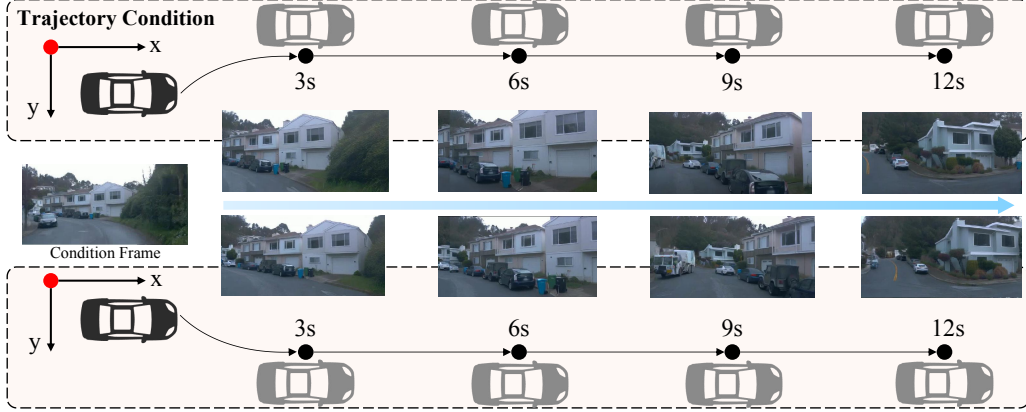 Trajectory Condition
x
y
3s 6s 9s 12s
Condition Frame
x
y
3s 6s 9s 12s